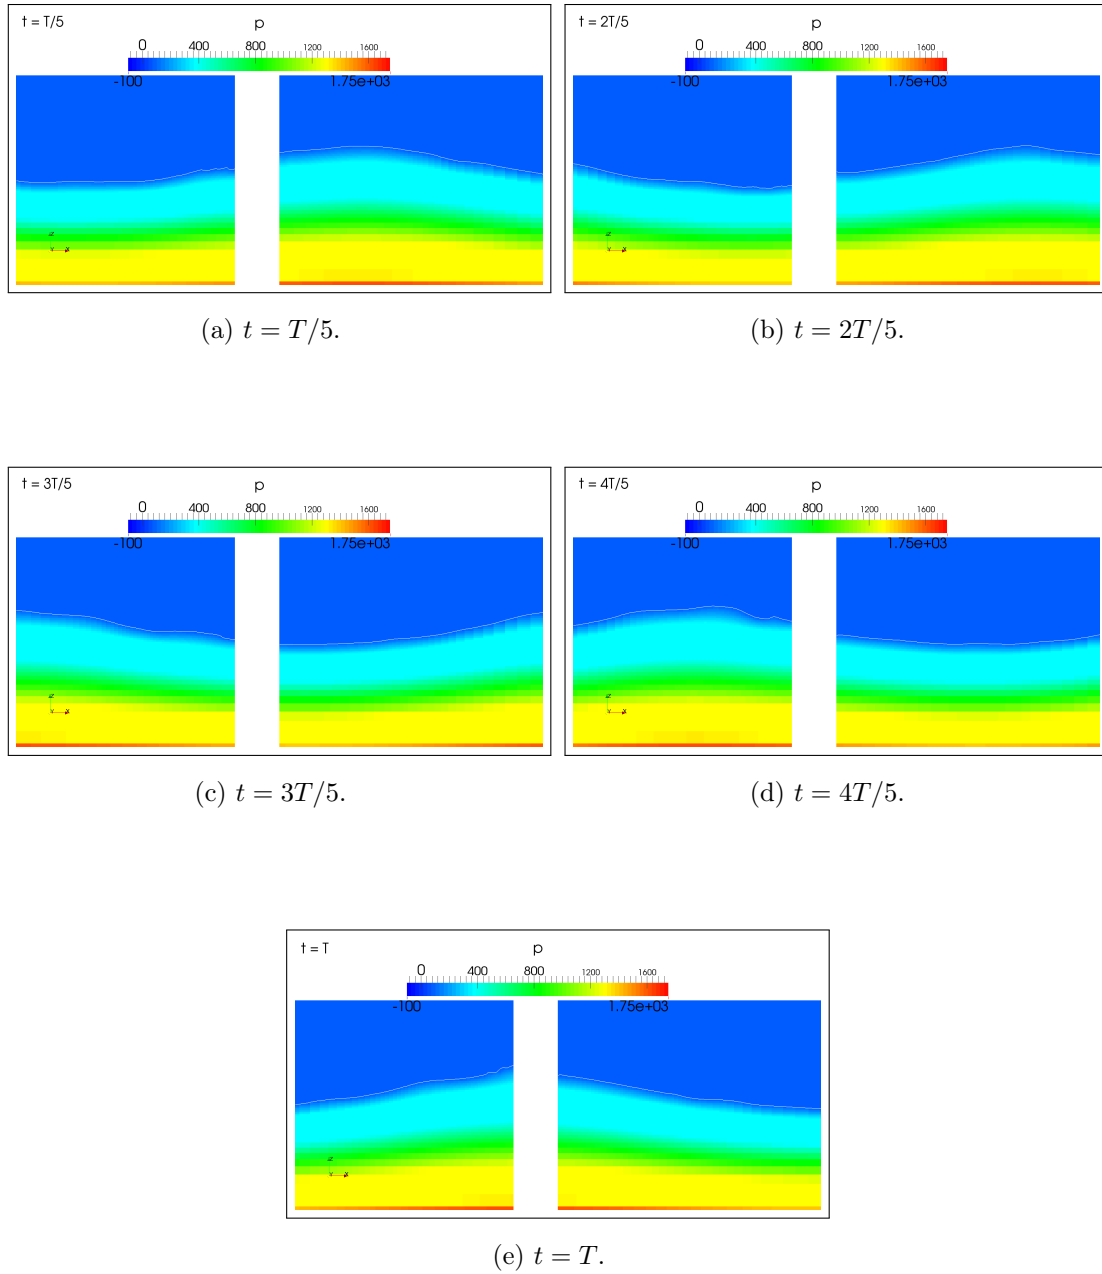 t = T/5
p
0 400 800 1200 1600
-100 1.75e+03
(a) t = T/5.
t = 2T/5
p
0 400 800 1200 1600
-100 1.75e+03
(b) t = 2T/5.
t = 3T/5
p
0 400 800 1200 1600
-100 1.75e+03
(c) t = 3T/5.
t = 4T/5
p
0 400 800 1200 1600
-100 1.75e+03
(d) t = 4T/5.
t = T
p
0 400 800 1200 1600
-100 1.75e+03
(e) t = T.